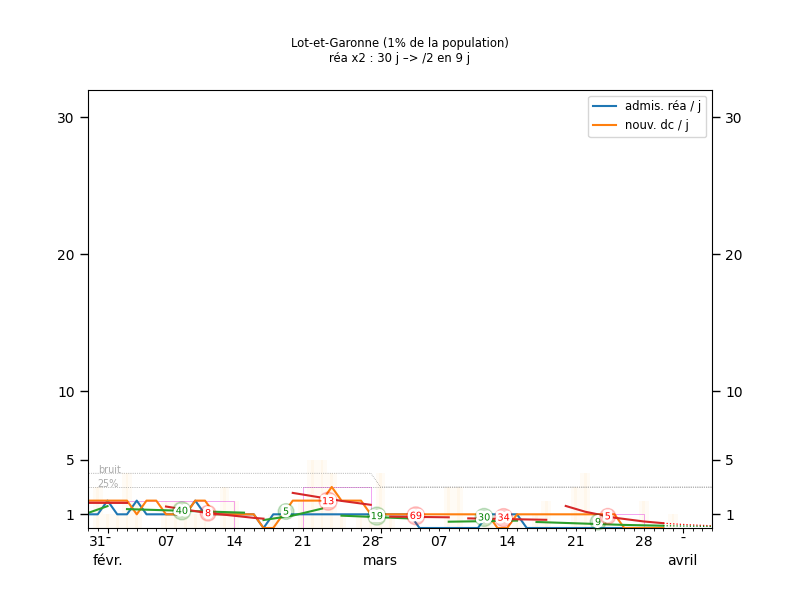 Lot-et-Garonne (1% de la population)
réa x2 : 30 j –> /2 en 9 j
admis. réa / j
nouv. dc / j
30 30
20 20
10 10
5 5
bruit
25%
1 1
40 8 5 13 19 69 30 34 9 5
31 07 14 21 28 07 14 21 28 -
févr. mars avril